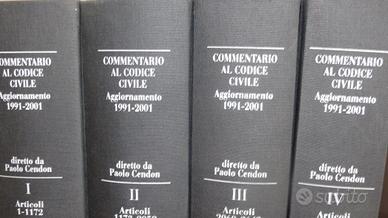 COMMENTARIO
AL CODICE
CIVILE
Aggiornamento
1991-2001
diretto da
Paolo Cendon
I
Articoli
1-1172
COMMENTARIO
AL CODICE
CIVILE
Aggiornamento
1991-2001
diretto da
Paolo Cendon
II
Articoli
COMMENTARIO
AL CODICE
CIVILE
Aggiornamento
1991-2001
diretto da
Paolo Cendon
III
Articoli
COMMENTARIO
AL CODICE
CIVILE
Aggiornamento
1991-2001
diretto da
Paolo Cendon
IV
Articoli
subito